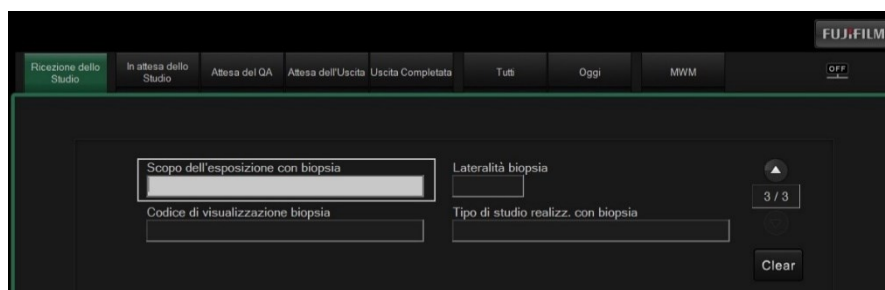 FUJIFILM
Ricezione dello
Studio
In attesa dello
Studio
Attesa del QA
Attesa dell'Uscita
Uscita Completata
Tutti
Oggi
MWM
OFF
Scopo dell'esposizione con biopsia
Lateralità biopsia
3 / 3
Codice di visualizzazione biopsia
Tipo di studio realizz. con biopsia
Clear